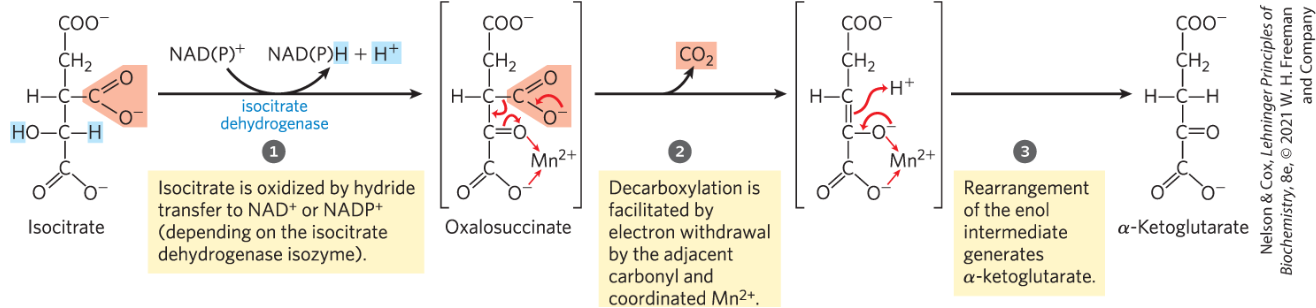 COO⁻
CH₂
H—C—C
O
O⁻
HO—C—H
C
O
O⁻
Isocitrate
NAD(P)⁺
NAD(P)H + H⁺
isocitrate
dehydrogenase
1
Isocitrate is oxidized by hydride
transfer to NAD⁺ or NADP⁺
(depending on the isocitrate
dehydrogenase isozyme).
COO⁻
CH₂
H—C—C
O
O⁻
C=O
Mn²⁺
C
O
O⁻
Oxalosuccinate
CO₂
2
Decarboxylation is
facilitated by
electron withdrawal
by the adjacent
carbonyl and
coordinated Mn²⁺.
COO⁻
CH₂
H—C
H⁺
C—O⁻
Mn²⁺
C
O
O⁻
3
Rearrangement
of the enol
intermediate
generates
α-ketoglutarate.
COO⁻
CH₂
H—C—H
C=O
C
O
O⁻
α-Ketoglutarate
Nelson & Cox, Lehninger Principles of
Biochemistry, 8e, © 2021 W. H. Freeman
and Company